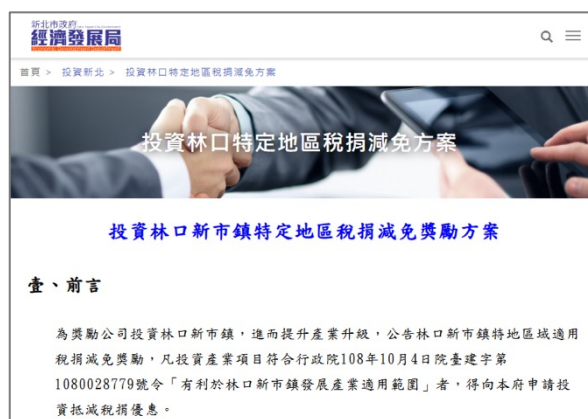 新北市政府
經濟發展局
首頁 > 投資新北 > 投資林口特定地區稅捐減免方案
投資林口特定地區稅捐減免方案
投資林口新市鎮特定地區稅捐減免獎勵方案
壹、前言
為獎勵公司投資林口新市鎮，進而提升產業升級，公告林口新市鎮特地區域適用
稅捐減免獎勵，凡投資產業項目符合行政院108年10月4日院臺建字第
1080028779號令「有利於林口新市鎮發展產業適用範圍」者，得向本府申請投
資抵減稅捐優惠。